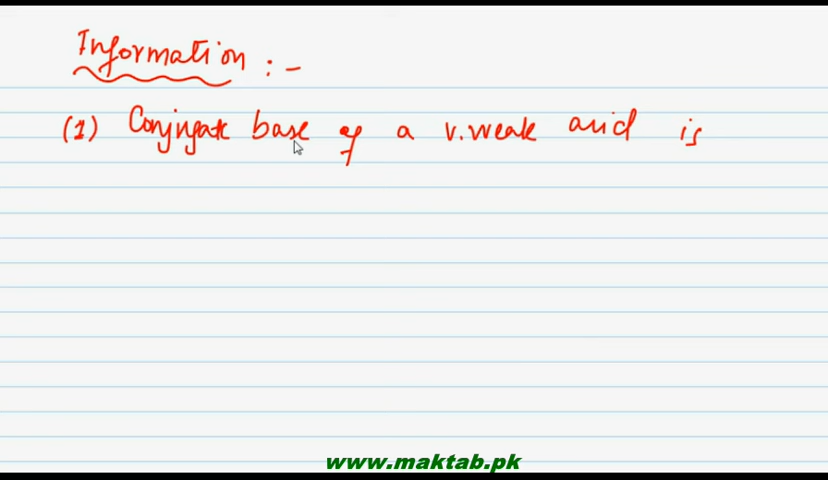 Information :-
(1) Conjugate base of a v.weak acid is
www.maktab.pk